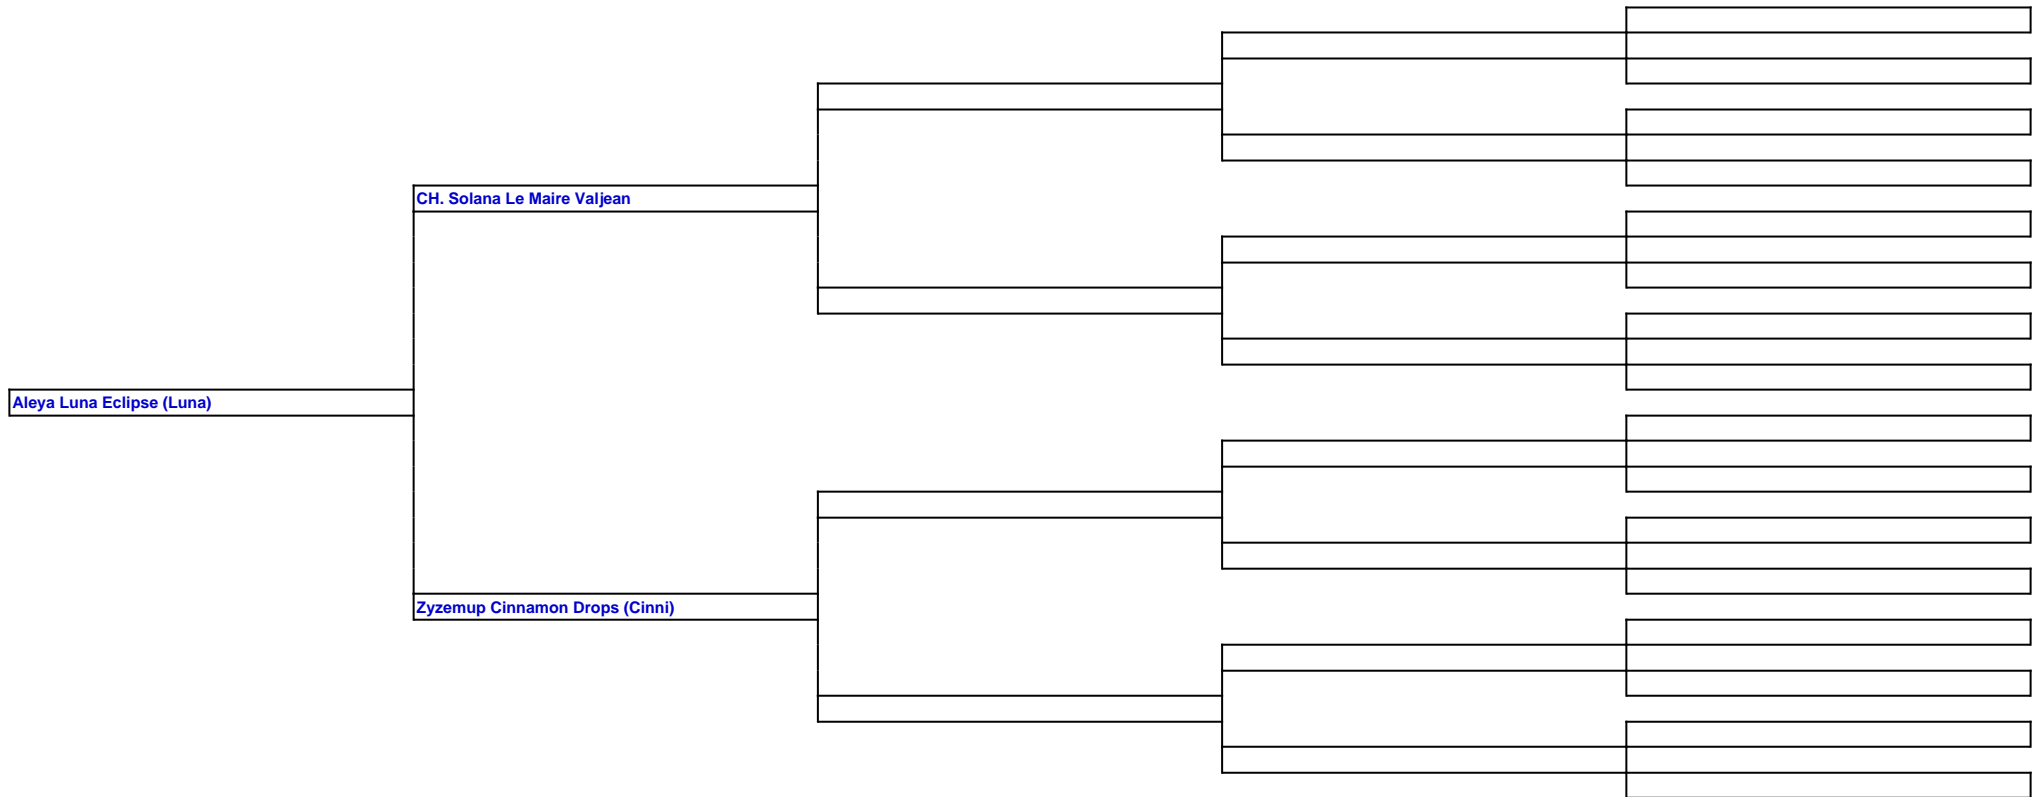 CH. Solana Le Maire Valjean
Aleya Luna Eclipse (Luna)
Zyzemup Cinnamon Drops (Cinni)